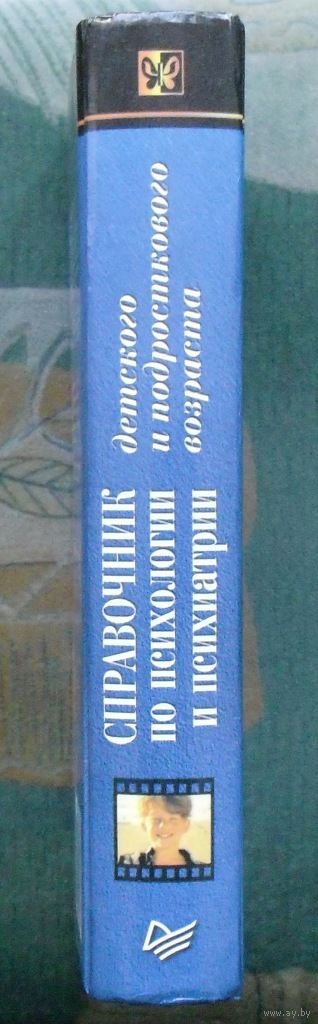 СПРАВОЧНИК
по психологии
и психиатрии
детского
и подросткового
возраста
www.ay.by